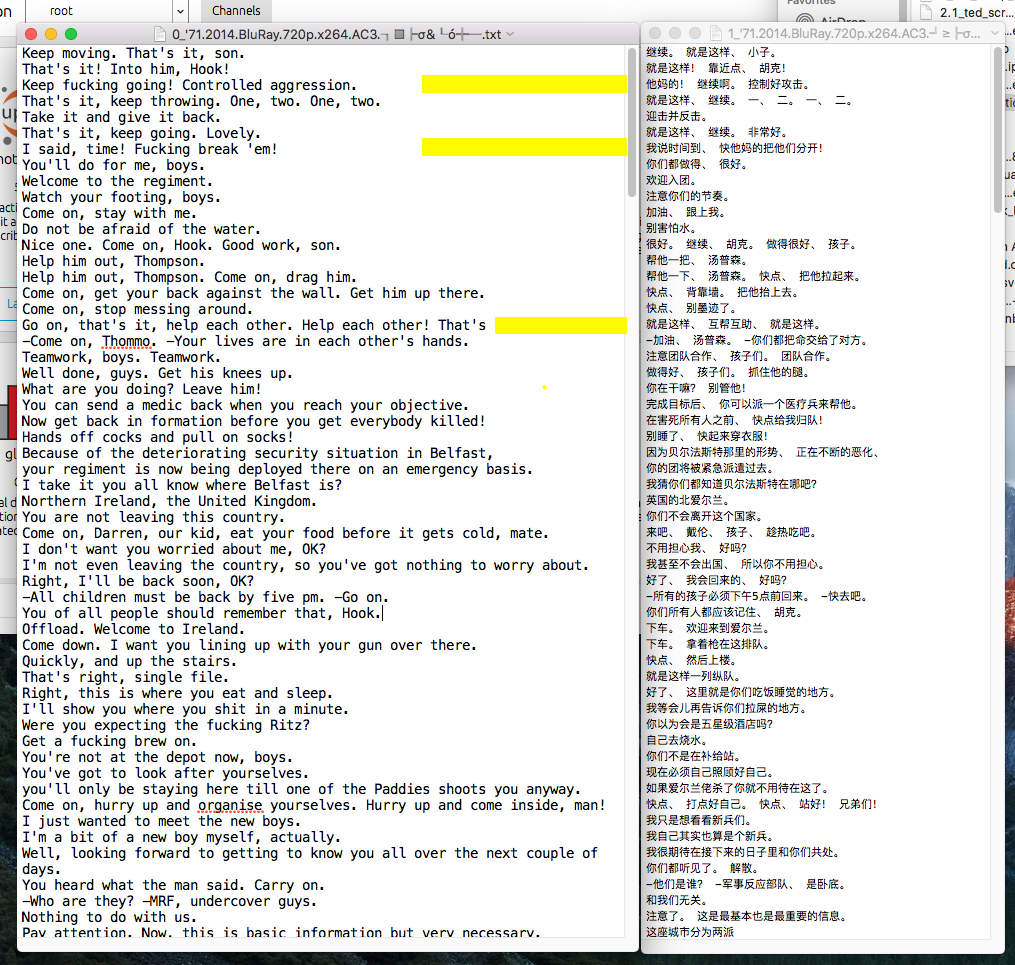 root
Channels
Favorites
AirDrop
2.1_ted_scr...
0_'71.2014.BluRay.720p.x264.AC3.
.txt
Keep moving. That's it, son.
That's it! Into him, Hook!
Keep fucking going! Controlled aggression.
That's it, keep throwing. One, two. One, two.
Take it and give it back.
That's it, keep going. Lovely.
I said, time! Fucking break 'em!
You'll do for me, boys.
Welcome to the regiment.
Watch your footing, boys.
Come on, stay with me.
Do not be afraid of the water.
Nice one. Come on, Hook. Good work, son.
Help him out, Thompson.
Help him out, Thompson. Come on, drag him.
Come on, get your back against the wall. Get him up there.
Come on, stop messing around.
Go on, that's it, help each other. Help each other! That's
–Come on, Thommo. –Your lives are in each other's hands.
Teamwork, boys. Teamwork.
Well done, guys. Get his knees up.
What are you doing? Leave him!
You can send a medic back when you reach your objective.
Now get back in formation before you get everybody killed!
Hands off cocks and pull on socks!
Because of the deteriorating security situation in Belfast,
your regiment is now being deployed there on an emergency basis.
I take it you all know where Belfast is?
Northern Ireland, the United Kingdom.
You are not leaving this country.
Come on, Darren, our kid, eat your food before it gets cold, mate.
I don't want you worried about me, OK?
I'm not even leaving the country, so you've got nothing to worry about.
Right, I'll be back soon, OK?
–All children must be back by five pm. –Go on.
You of all people should remember that, Hook.
Offload. Welcome to Ireland.
Come down. I want you lining up with your gun over there.
Quickly, and up the stairs.
That's right, single file.
Right, this is where you eat and sleep.
I'll show you where you shit in a minute.
Were you expecting the fucking Ritz?
Get a fucking brew on.
You're not at the depot now, boys.
You've got to look after yourselves.
you'll only be staying here till one of the Paddies shoots you anyway.
Come on, hurry up and organise yourselves. Hurry up and come inside, man!
I just wanted to meet the new boys.
I'm a bit of a new boy myself, actually.
Well, looking forward to getting to know you all over the next couple of
days.
You heard what the man said. Carry on.
–Who are they? –MRF, undercover guys.
Nothing to do with us.
Pay attention. Now, this is basic information but very necessary.
1_'71.2014.BluRay.720p.x264.AC3.
继续。 就是这样、 小子。
就是这样! 靠近点、 胡克!
他妈的! 继续啊。 控制好攻击。
就是这样、 继续。 一、 二。 一、 二。
迎击并反击。
就是这样、 继续。 非常好。
我说时间到、 快他妈的把他们分开!
你们都做得、 很好。
欢迎入团。
注意你们的节奏。
加油、 跟上我。
别害怕水。
很好。 继续、 胡克。 做得很好、 孩子。
帮他一把、 汤普森。
帮他一下、 汤普森。 快点、 把他拉起来。
快点、 背靠墙。 把他抬上去。
快点、 别墨迹了。
就是这样、 互帮互助、 就是这样。
–加油、 汤普森。 –你们都把命交给了对方。
注意团队合作、 孩子们。 团队合作。
做得好、 孩子们。 抓住他的腿。
你在干嘛? 别管他!
完成目标后、 你可以派一个医疗兵来帮他。
在害死所有人之前、 快点给我归队!
别睡了、 快起来穿衣服!
因为贝尔法斯特那里的形势、 正在不断的恶化、
你的团将被紧急派遣过去。
我猜你们都知道贝尔法斯特在哪吧?
英国的北爱尔兰。
你们不会离开这个国家。
来吧、 戴伦、 孩子、 趁热吃吧。
不用担心我、 好吗?
我甚至不会出国、 所以你不用担心。
好了、 我会回来的、 好吗?
–所有的孩子必须下午5点前回来。 –快去吧。
你们所有人都应该记住、 胡克。
下车。 欢迎来到爱尔兰。
下车。 拿着枪在这排队。
快点、 然后上楼。
就是这样一列纵队。
好了、 这里就是你们吃饭睡觉的地方。
我等会儿再告诉你们拉屎的地方。
你以为会是五星级酒店吗?
自己去烧水。
你们不是在补给站。
现在必须自己照顾好自己。
如果爱尔兰佬杀了你就不用待在这了。
快点、 打点好自己。 快点、 站好! 兄弟们!
我只是想看看新兵们。
我自己其实也算是个新兵。
我很期待在接下来的日子里和你们共处。
你们都听见了。 解散。
–他们是谁? –军事反应部队、 是卧底。
和我们无关。
注意了。 这是最基本也是最重要的信息。
这座城市分为两派